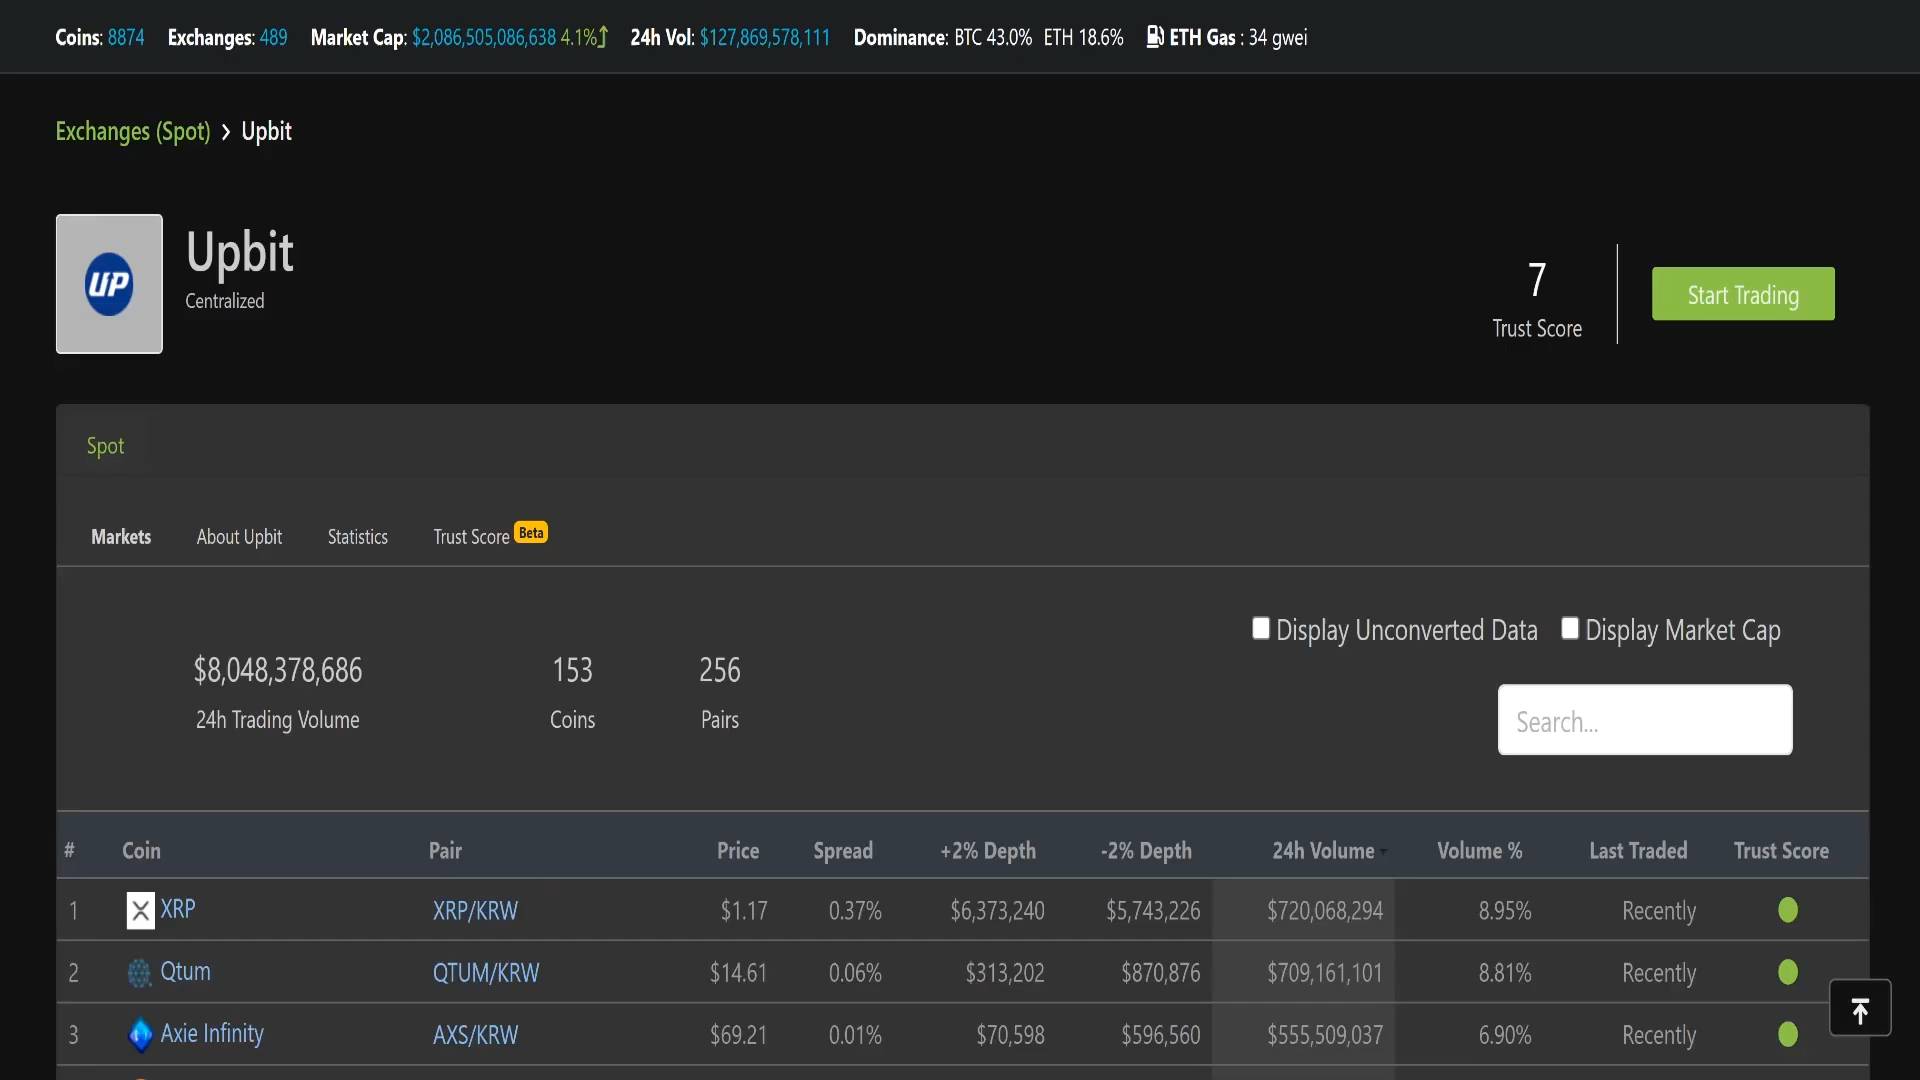 Coins: 8874 Exchanges: 489 Market Cap: $2,086,505,086,638 4.1% 24h Vol: $127,869,578,111 Dominance: BTC 43.0% ETH 18.6% ETH Gas : 34 gwei
Exchanges (Spot) > Upbit
UP
Upbit
Centralized
7
Trust Score
Start Trading
Spot
Markets About Upbit Statistics Trust Score Beta
Display Unconverted Data Display Market Cap
$8,048,378,686 153 256
24h Trading Volume Coins Pairs
Search...
# Coin Pair Price Spread +2% Depth -2% Depth 24h Volume Volume % Last Traded Trust Score
1 XRP XRP/KRW $1.17 0.37% $6,373,240 $5,743,226 $720,068,294 8.95% Recently
2 Qtum QTUM/KRW $14.61 0.06% $313,202 $870,876 $709,161,101 8.81% Recently
3 Axie Infinity AXS/KRW $69.21 0.01% $70,598 $596,560 $555,509,037 6.90% Recently